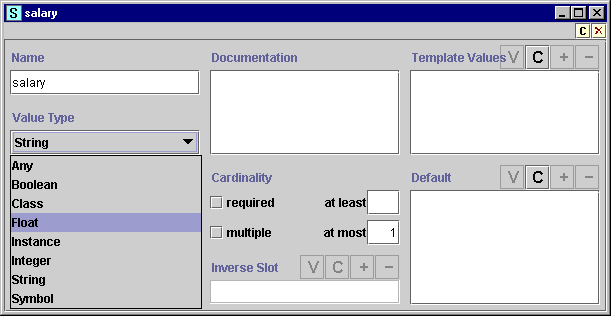 S salary
C ×
Name
salary
Value Type
String
Any
Boolean
Class
Float
Instance
Integer
String
Symbol
Documentation
Cardinality
required at least
multiple at most 1
Inverse Slot V C + −
Template Values V C + −
Default V C + −